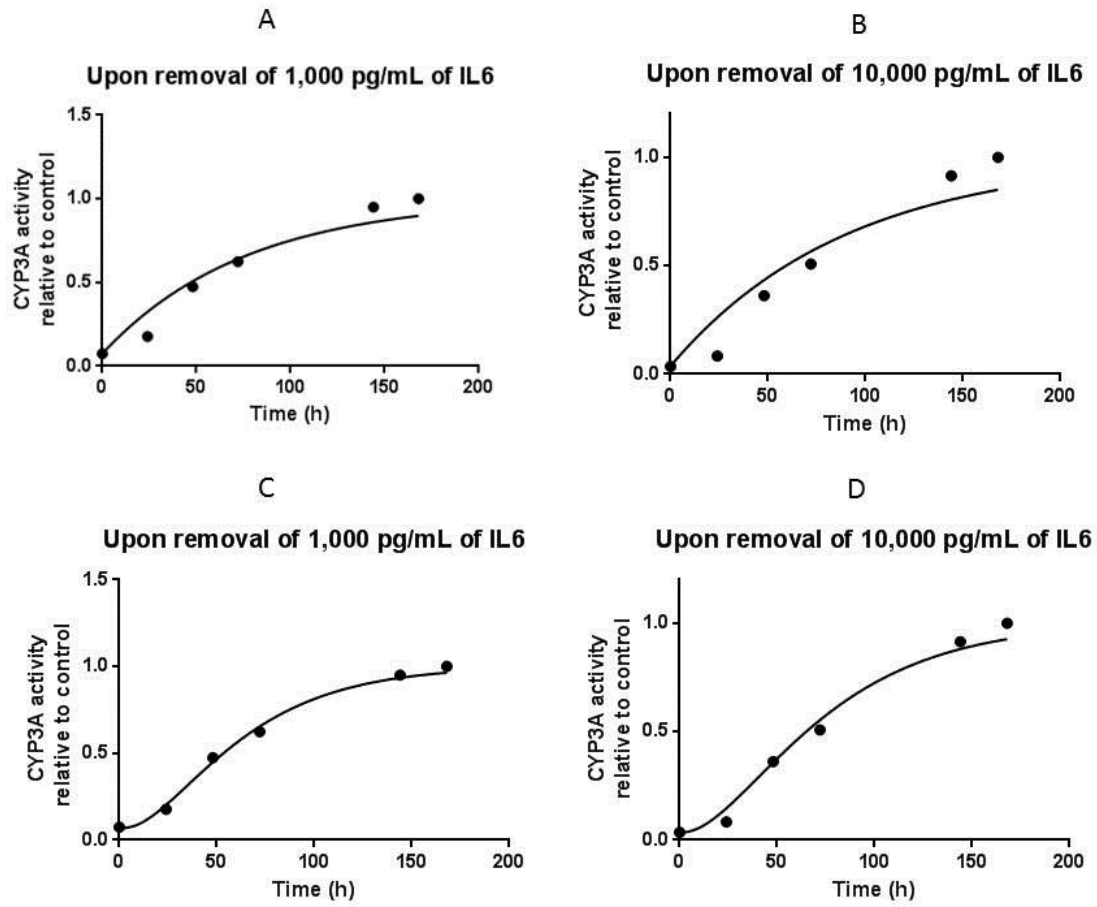 A
Upon removal of 1,000 pg/mL of IL6
CYP3A activity
relative to control
1.5
1.0
0.5
0.0
0 50 100 150 200
Time (h)
B
Upon removal of 10,000 pg/mL of IL6
CYP3A activity
relative to control
1.0
0.5
0.0
0 50 100 150 200
Time (h)
C
Upon removal of 1,000 pg/mL of IL6
CYP3A activity
relative to control
1.5
1.0
0.5
0.0
0 50 100 150 200
Time (h)
D
Upon removal of 10,000 pg/mL of IL6
CYP3A activity
relative to control
1.0
0.5
0.0
0 50 100 150 200
Time (h)